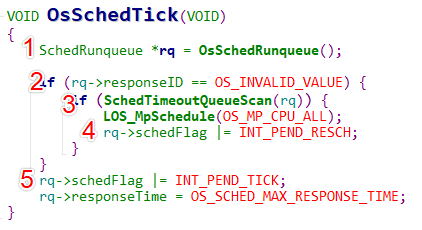 VOID OsSchedTick(VOID)
{
1 SchedRunqueue *rq = OsSchedRunqueue();
2 if (rq->responseID == OS_INVALID_VALUE) {
3 if (SchedTimeoutQueueScan(rq)) {
LOS_MpSchedule(OS_MP_CPU_ALL);
4 rq->schedFlag |= INT_PEND_RESCH;
}
}
5 rq->schedFlag |= INT_PEND_TICK;
rq->responseTime = OS_SCHED_MAX_RESPONSE_TIME;
}